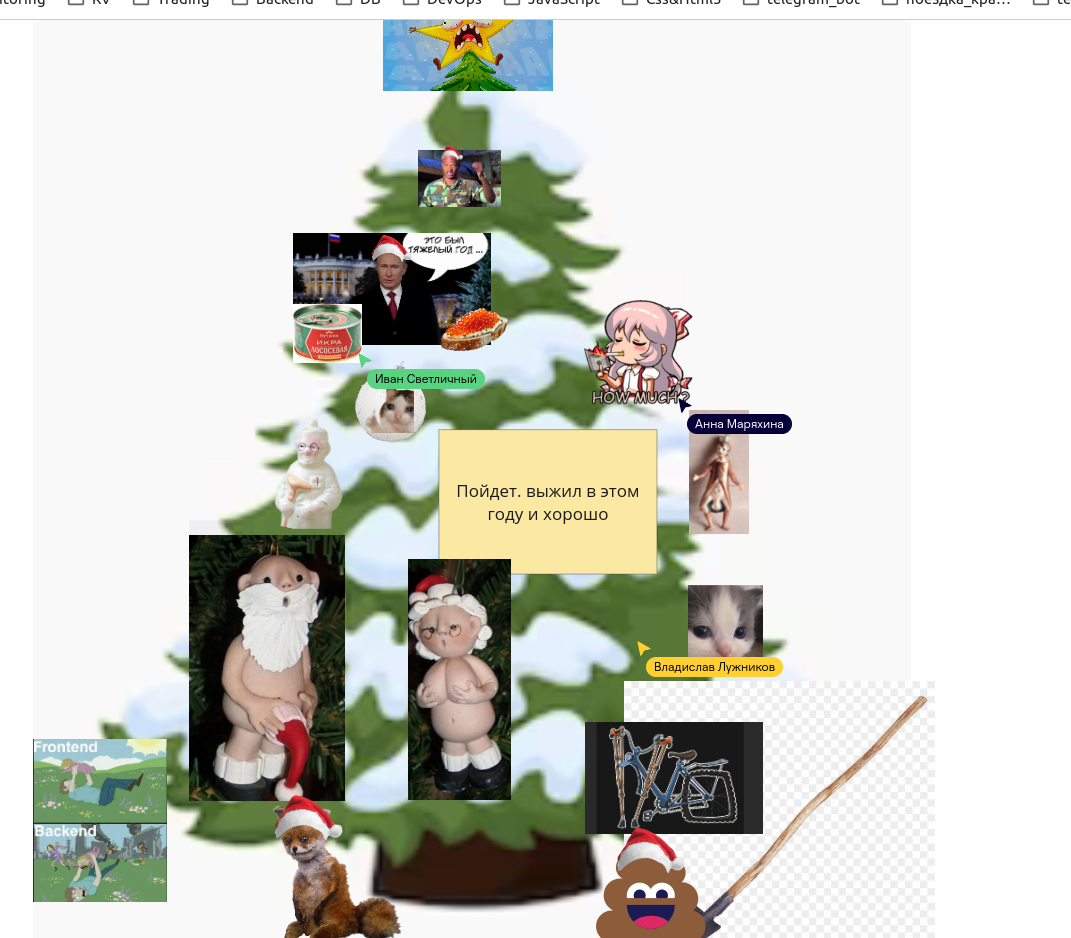 RV
Trading
Backend
DB
DevOps
JavaScript
Css&Html5
telegram_bot
поездка_кра...
ЭТО БЫЛ
ТЯЖЕЛЫЙ ГОД ...
ИКРА
ЛОСОСЕВАЯ
Иван Светличный
HOW MUCH?
Анна Маряхина
Пойдет. выжил в этом
году и хорошо
Владислав Лужников
Frontend
Backend